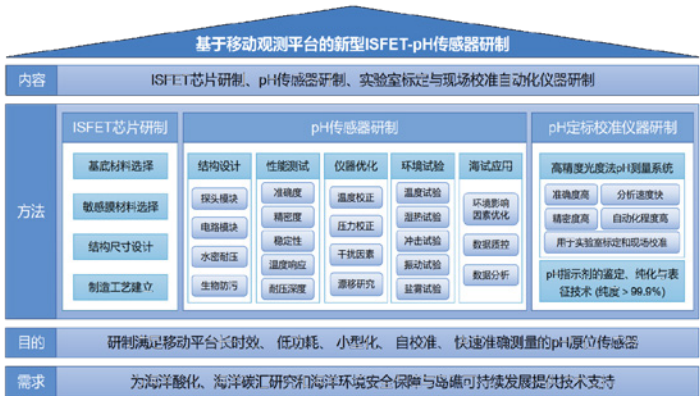 基于移动观测平台的新型ISFET-pH传感器研制
内容
ISFET芯片研制、pH传感器研制、实验室标定与现场校准自动化仪器研制
方法
ISFET芯片研制
基底材料选择
敏感膜材料选择
结构尺寸设计
制造工艺建立
pH传感器研制
结构设计
探头模块
电路模块
水密耐压
生物防污
性能测试
准确度
精密度
稳定性
温度响应
耐压深度
仪器优化
温度校正
压力校正
干扰因素
漂移研究
环境试验
温度试验
湿热试验
冲击试验
振动试验
盐雾试验
海试应用
环境影响
因素优化
数据质控
数据分析
pH定标校准仪器研制
高精度光度法pH测量系统
准确度高
分析速度快
精密度高
自动化程度高
用于实验室标定和现场校准
pH指示剂的鉴定、纯化与表
征技术 (纯度＞99.9%)
目的
研制满足移动平台长时效、低功耗、小型化、自校准、快速准确测量的pH原位传感器
需求
为海洋酸化、海洋碳汇研究和海洋环境安全保障与岛礁可持续发展提供技术支持